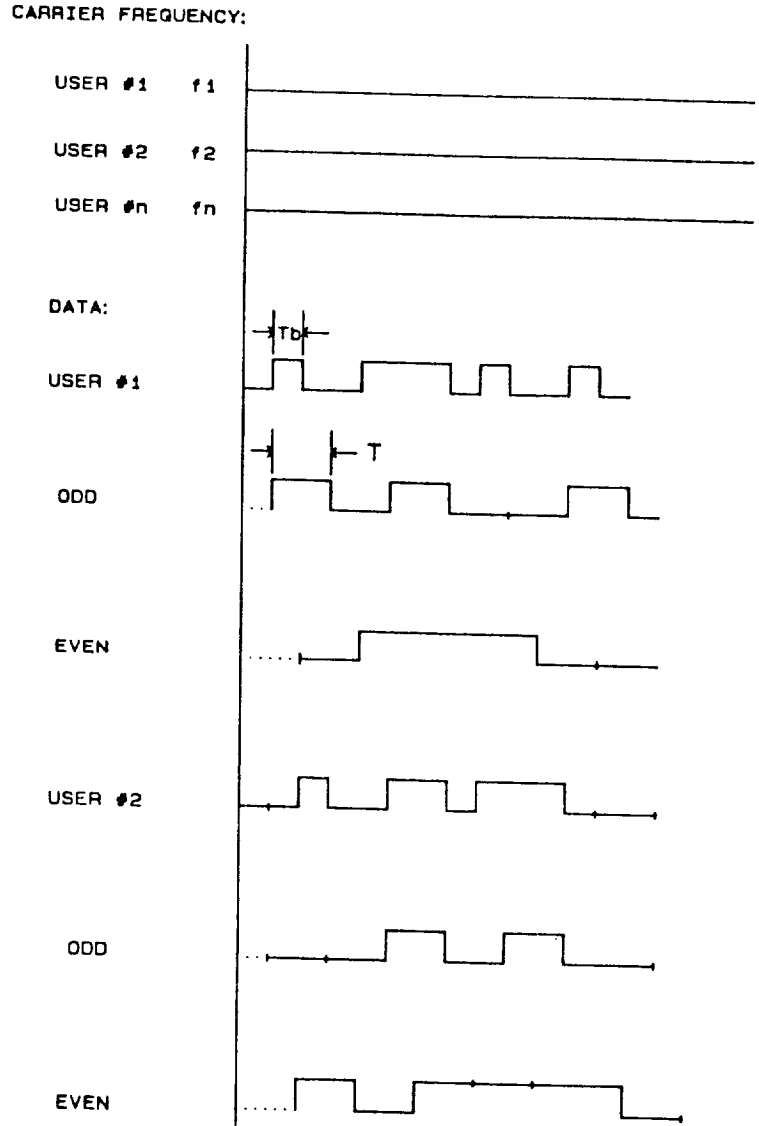 CARRIER FREQUENCY:
USER #1 f1
USER #2 f2
USER #n fn
DATA:
Tb
USER #1
T
ODD
EVEN
USER #2
ODD
EVEN